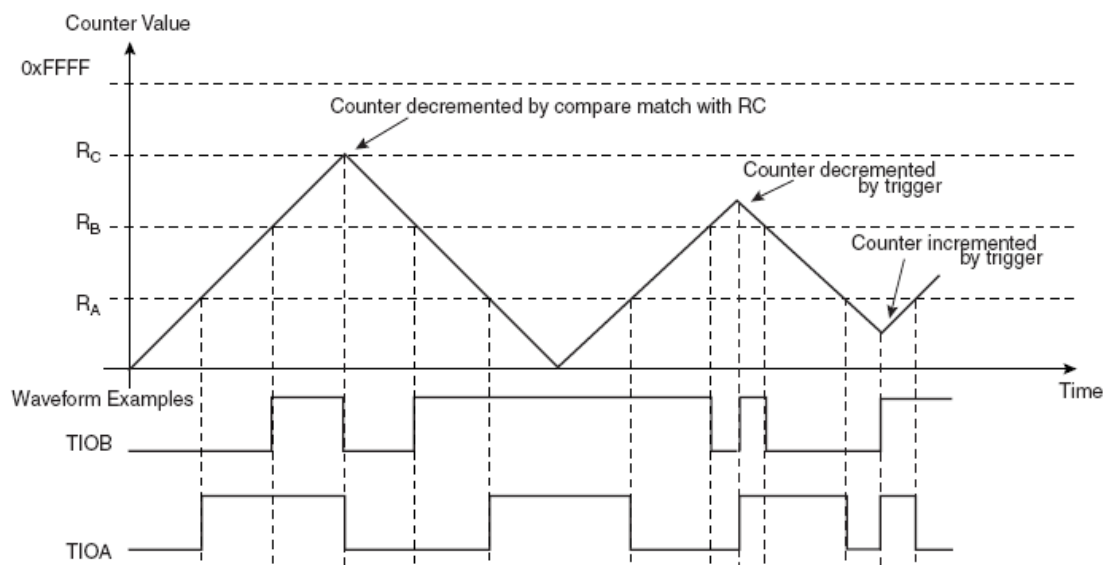 Counter Value
0xFFFF
Counter decremented by compare match with RC
RC
Counter decremented
by trigger
RB
Counter incremented
by trigger
RA
Time
Waveform Examples
TIOB
TIOA